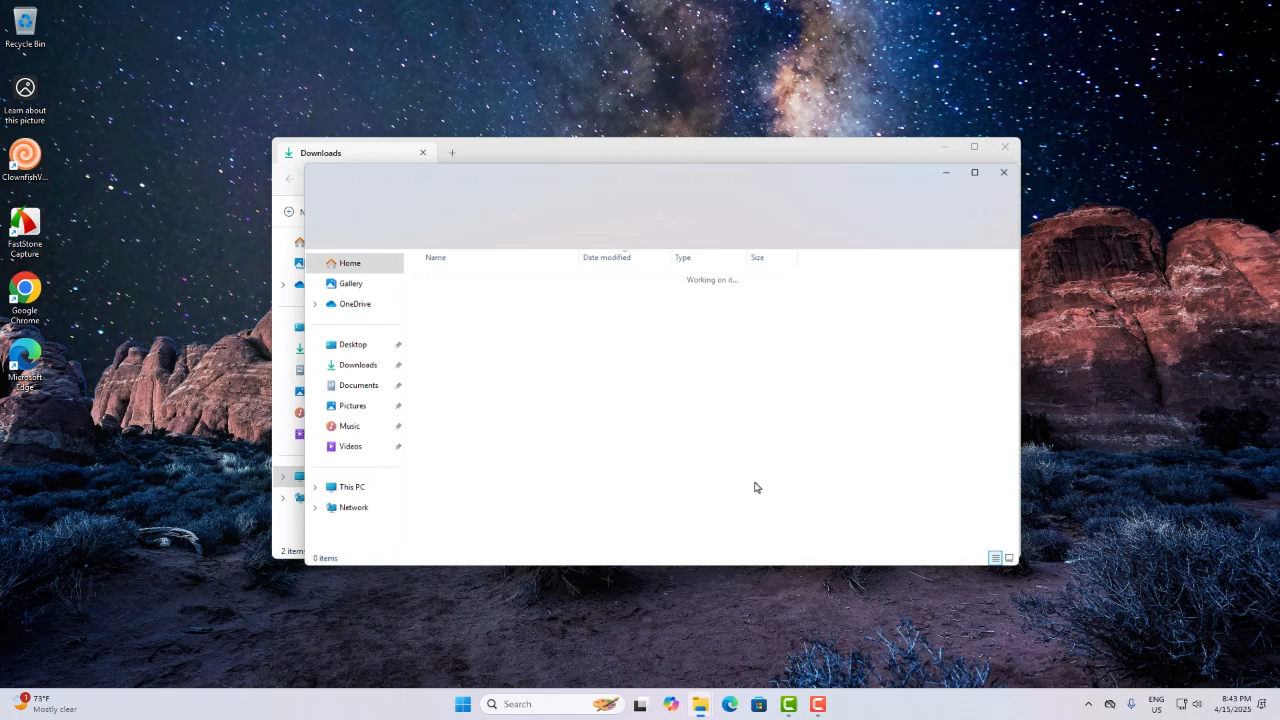 Recycle Bin
Learn about
this picture
ClownfishV...
FastStone
Capture
Google
Chrome
Microsoft
Edge
Downloads
N
Name
Date modified
Type
Size
Working on it...
Home
Gallery
OneDrive
Desktop
Downloads
Documents
Pictures
Music
Videos
This PC
Network
2 item
0 items
1
73°F
Mostly clear
Search
ENG
US
8:43 PM
4/15/2025